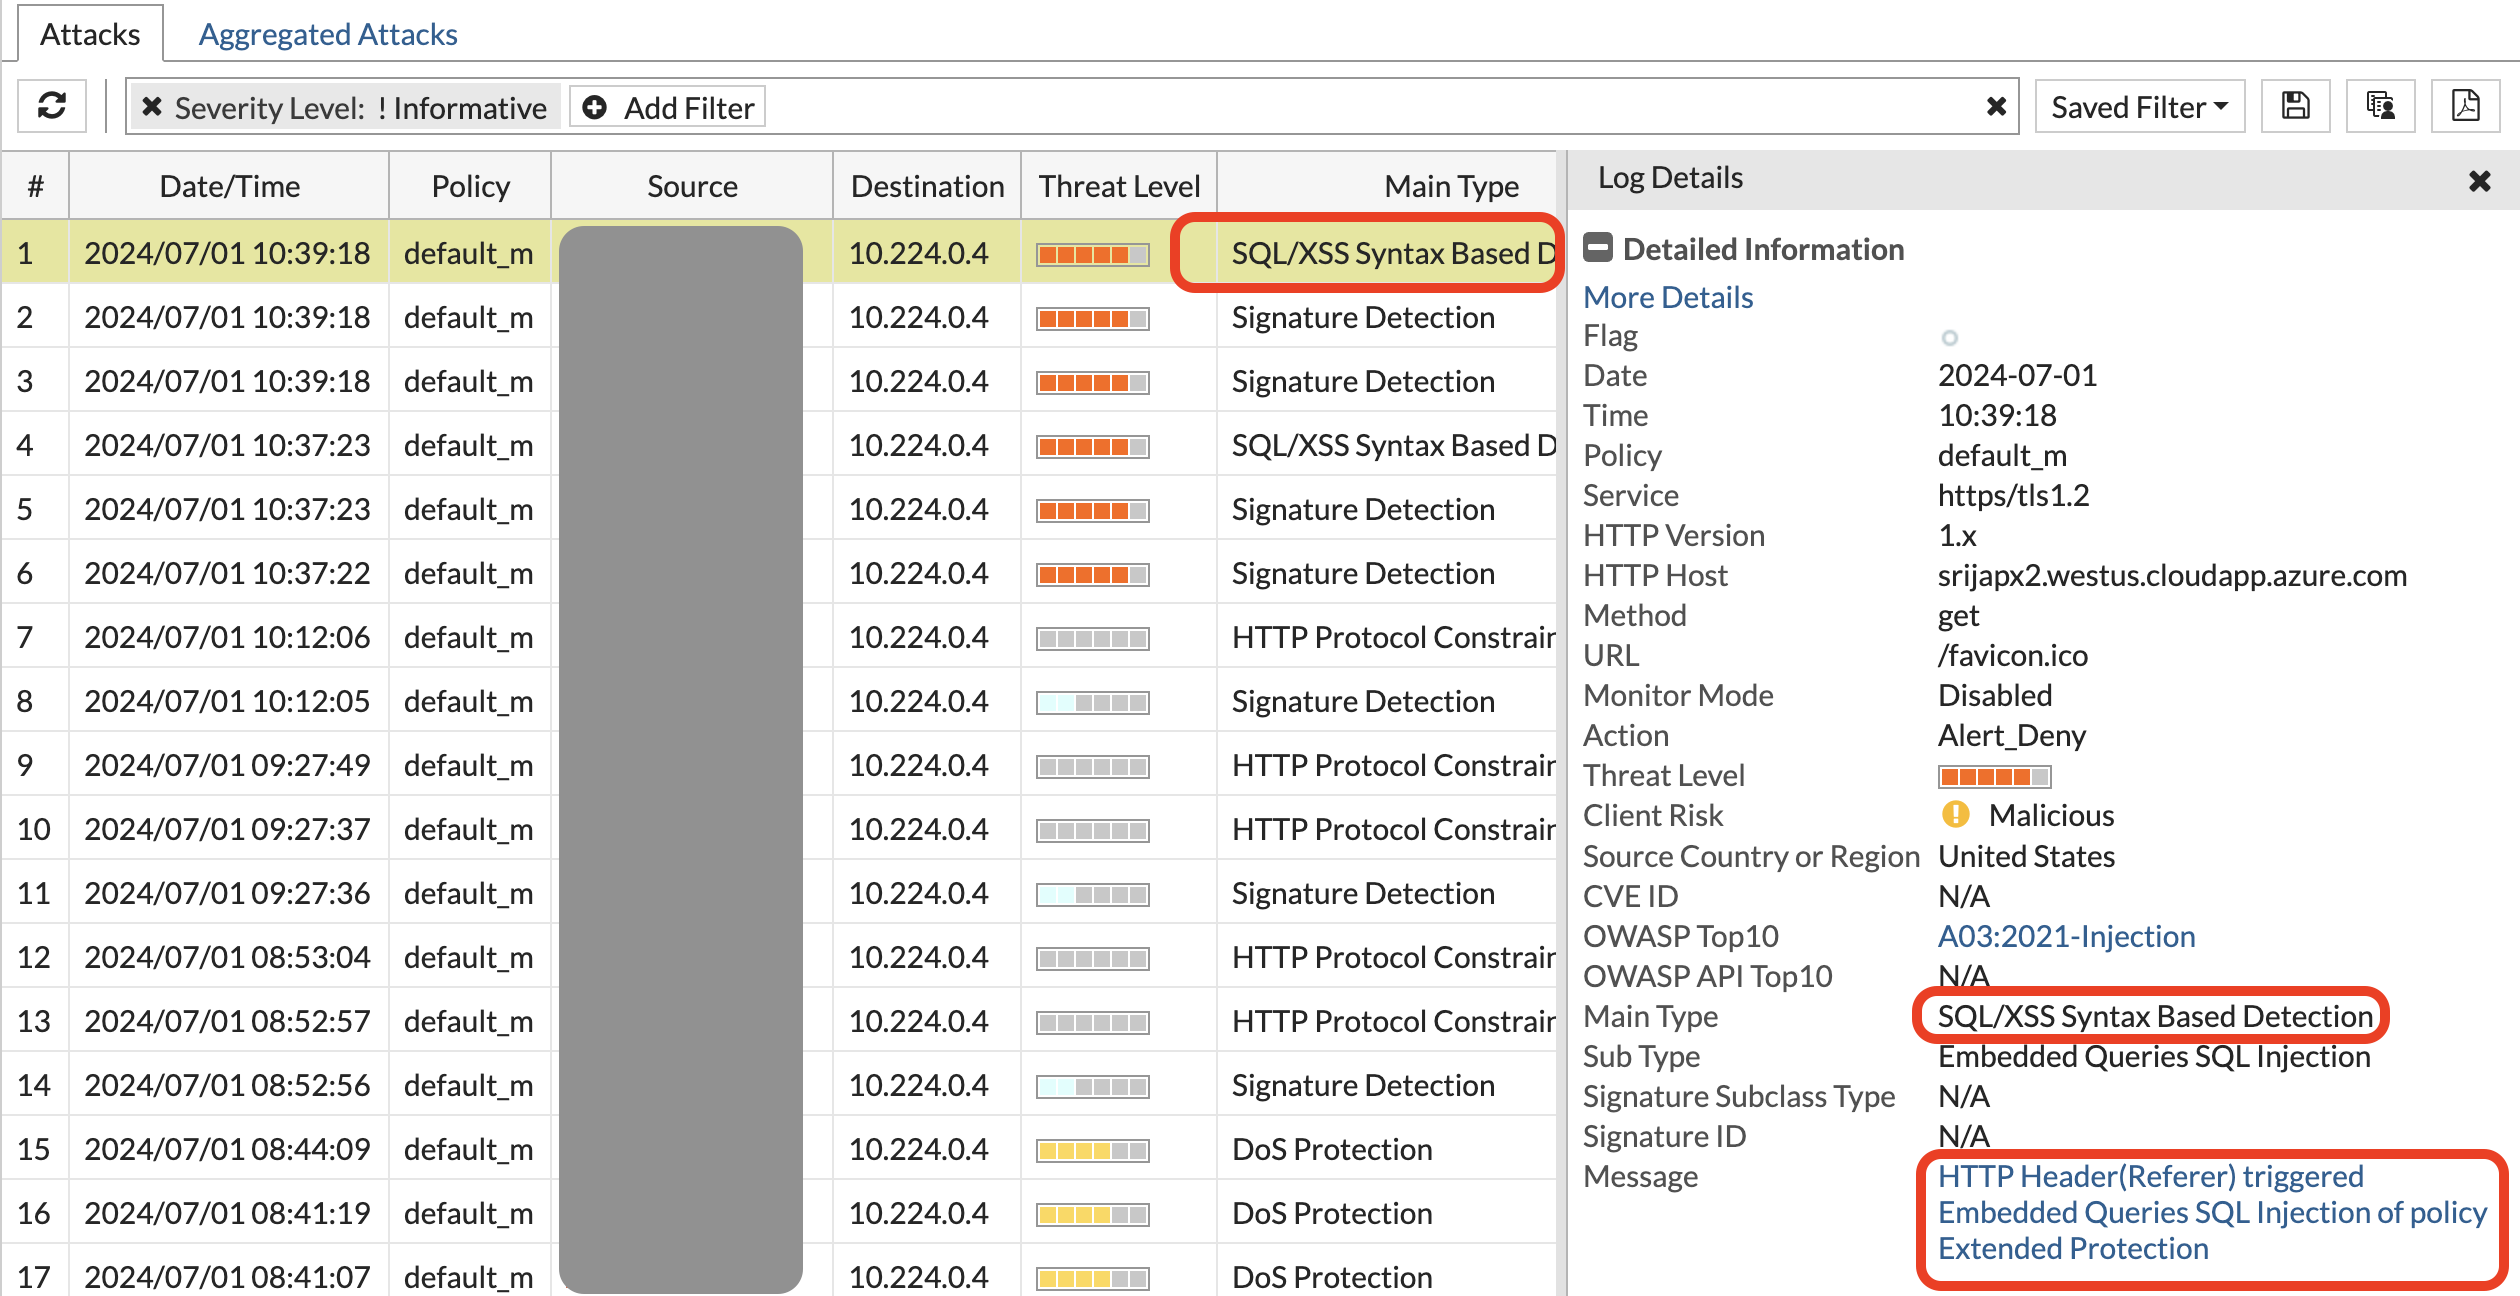 Attacks Aggregated Attacks
Severity Level: ! Informative Add Filter Saved Filter
# Date/Time Policy Source Destination Threat Level Main Type
1 2024/07/01 10:39:18 default_m 10.224.0.4 SQL/XSS Syntax Based D
2 2024/07/01 10:39:18 default_m 10.224.0.4 Signature Detection
3 2024/07/01 10:39:18 default_m 10.224.0.4 Signature Detection
4 2024/07/01 10:37:23 default_m 10.224.0.4 SQL/XSS Syntax Based D
5 2024/07/01 10:37:23 default_m 10.224.0.4 Signature Detection
6 2024/07/01 10:37:22 default_m 10.224.0.4 Signature Detection
7 2024/07/01 10:12:06 default_m 10.224.0.4 HTTP Protocol Constrain
8 2024/07/01 10:12:05 default_m 10.224.0.4 Signature Detection
9 2024/07/01 09:27:49 default_m 10.224.0.4 HTTP Protocol Constrain
10 2024/07/01 09:27:37 default_m 10.224.0.4 HTTP Protocol Constrain
11 2024/07/01 09:27:36 default_m 10.224.0.4 Signature Detection
12 2024/07/01 08:53:04 default_m 10.224.0.4 HTTP Protocol Constrain
13 2024/07/01 08:52:57 default_m 10.224.0.4 HTTP Protocol Constrain
14 2024/07/01 08:52:56 default_m 10.224.0.4 Signature Detection
15 2024/07/01 08:44:09 default_m 10.224.0.4 DoS Protection
16 2024/07/01 08:41:19 default_m 10.224.0.4 DoS Protection
17 2024/07/01 08:41:07 default_m 10.224.0.4 DoS Protection
Log Details
Detailed Information
More Details
Flag
Date 2024-07-01
Time 10:39:18
Policy default_m
Service https/tls1.2
HTTP Version 1.x
HTTP Host srijapx2.westus.cloudapp.azure.com
Method get
URL /favicon.ico
Monitor Mode Disabled
Action Alert_Deny
Threat Level
Client Risk Malicious
Source Country or Region United States
CVE ID N/A
OWASP Top10 A03:2021-Injection
OWASP API Top10 N/A
Main Type SQL/XSS Syntax Based Detection
Sub Type Embedded Queries SQL Injection
Signature Subclass Type N/A
Signature ID N/A
Message HTTP Header(Referer) triggered
Embedded Queries SQL Injection of policy
Extended Protection